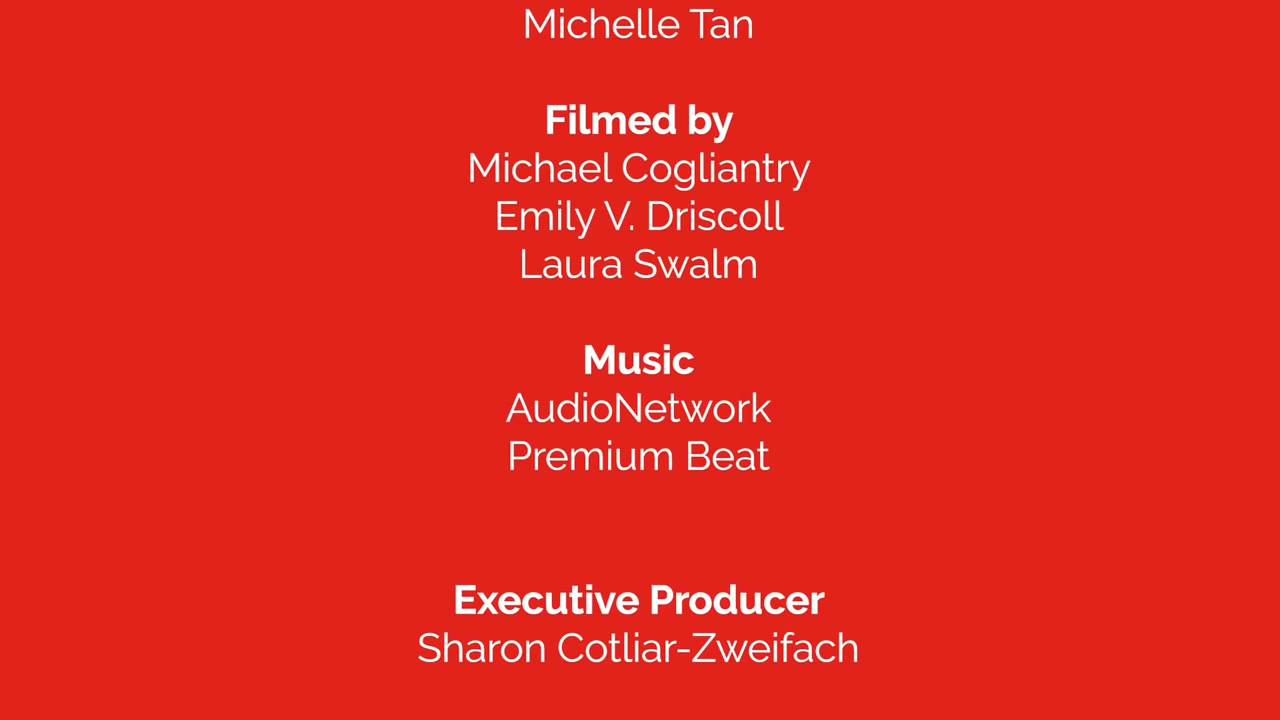 Michelle Tan
Filmed by
Michael Cogliantry
Emily V. Driscoll
Laura Swalm
Music
AudioNetwork
Premium Beat
Executive Producer
Sharon Cotliar-Zweifach